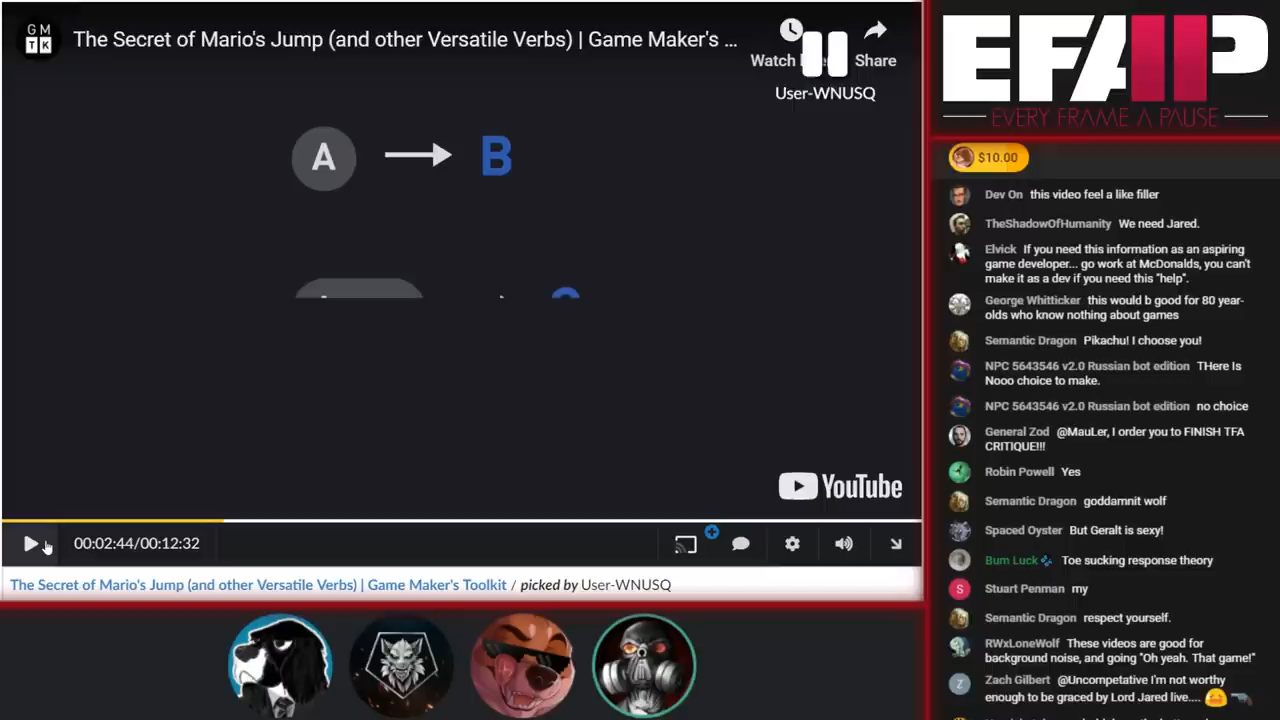 GM
TK
The Secret of Mario's Jump (and other Versatile Verbs) | Game Maker's ...
Watch
Share
User-WNUSQ
A
B
YouTube
00:02:44/00:12:32
The Secret of Mario's Jump (and other Versatile Verbs) | Game Maker's Toolkit / picked by User-WNUSQ
EFAP
EVERY FRAME A PAUSE
$10.00
Dev On this video feel a like filler
TheShadowOfHumanity We need Jared.
Elvick If you need this information as an aspiring
game developer... go work at McDonalds, you can't
make it as a dev if you need this "help".
George Whitticker this would b good for 80 year-
olds who know nothing about games
Semantic Dragon Pikachu! I choose you!
NPC 5643546 v2.0 Russian bot edition THere Is
Nooo choice to make.
NPC 5643546 v2.0 Russian bot edition no choice
General Zod @MauLer, I order you to FINISH TFA
CRITIQUE!!!
Robin Powell Yes
Semantic Dragon goddamnit wolf
Spaced Oyster But Geralt is sexy!
Bum Luck Toe sucking response theory
Stuart Penman my
S
Semantic Dragon respect yourself.
RWxLoneWolf These videos are good for
background noise, and going "Oh yeah. That game!"
Zach Gilbert @Uncompetative I'm not worthy
Z
enough to be graced by Lord Jared live....